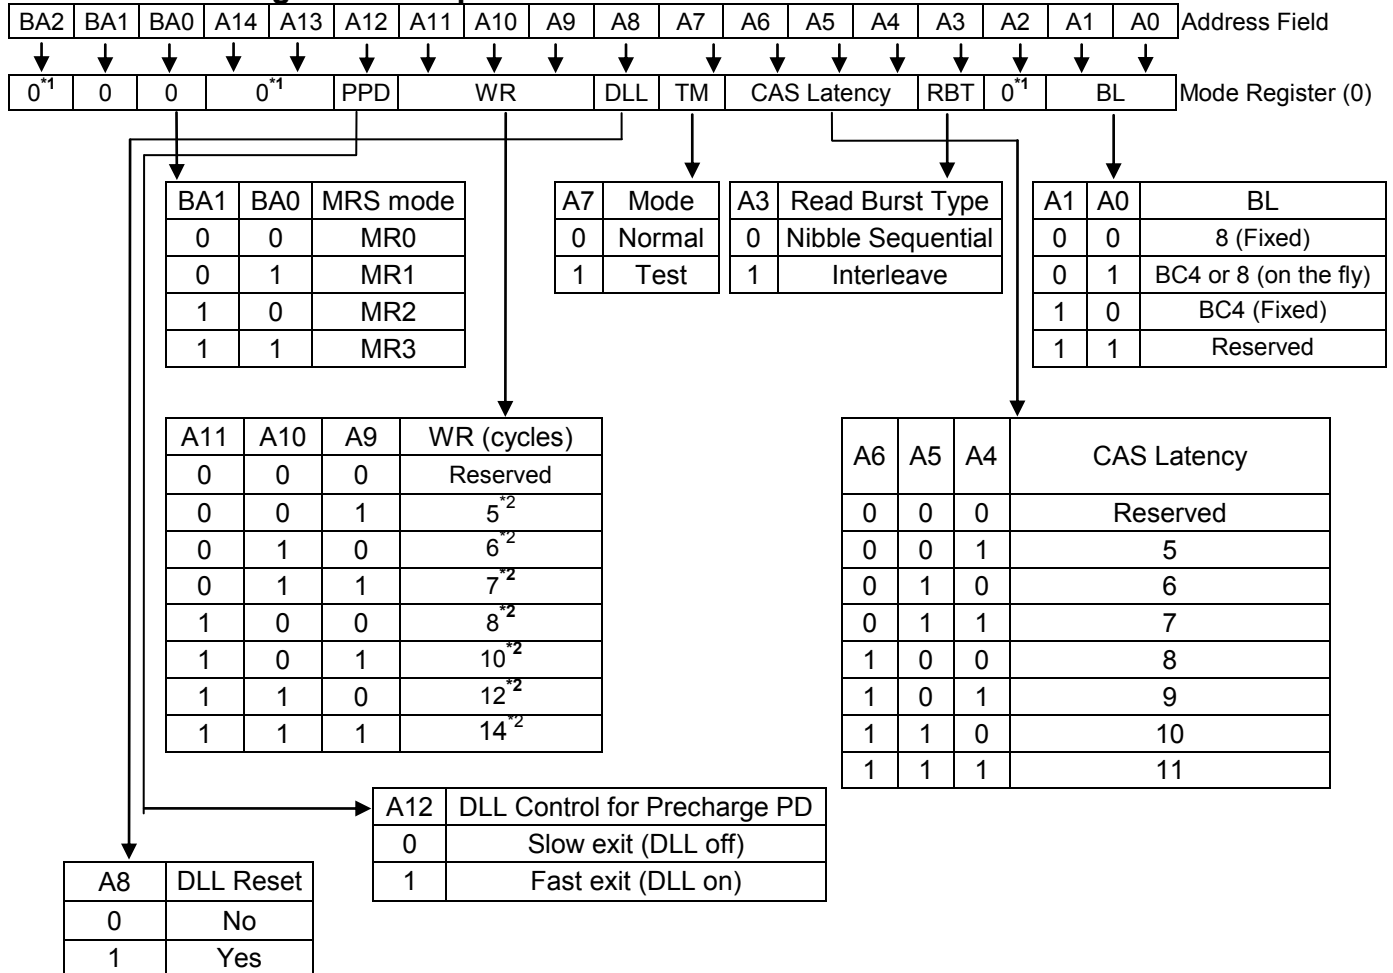 BA2 BA1 BA0 A14 A13 A12 A11 A10 A9 A8 A7 A6 A5 A4 A3 A2 A1 A0 Address Field
0*1 0 0 0*1 PPD WR DLL TM CAS Latency RBT 0*1 BL Mode Register (0)
BA1 BA0 MRS mode
0 0 MR0
0 1 MR1
1 0 MR2
1 1 MR3
A7 Mode
0 Normal
1 Test
A3 Read Burst Type
0 Nibble Sequential
1 Interleave
A1 A0 BL
0 0 8 (Fixed)
0 1 BC4 or 8 (on the fly)
1 0 BC4 (Fixed)
1 1 Reserved
A11 A10 A9 WR (cycles)
0 0 0 Reserved
0 0 1 5*2
0 1 0 6*2
0 1 1 7*2
1 0 0 8*2
1 0 1 10*2
1 1 0 12*2
1 1 1 14*2
A6 A5 A4 CAS Latency
0 0 0 Reserved
0 0 1 5
0 1 0 6
0 1 1 7
1 0 0 8
1 0 1 9
1 1 0 10
1 1 1 11
A12 DLL Control for Precharge PD
0 Slow exit (DLL off)
1 Fast exit (DLL on)
A8 DLL Reset
0 No
1 Yes